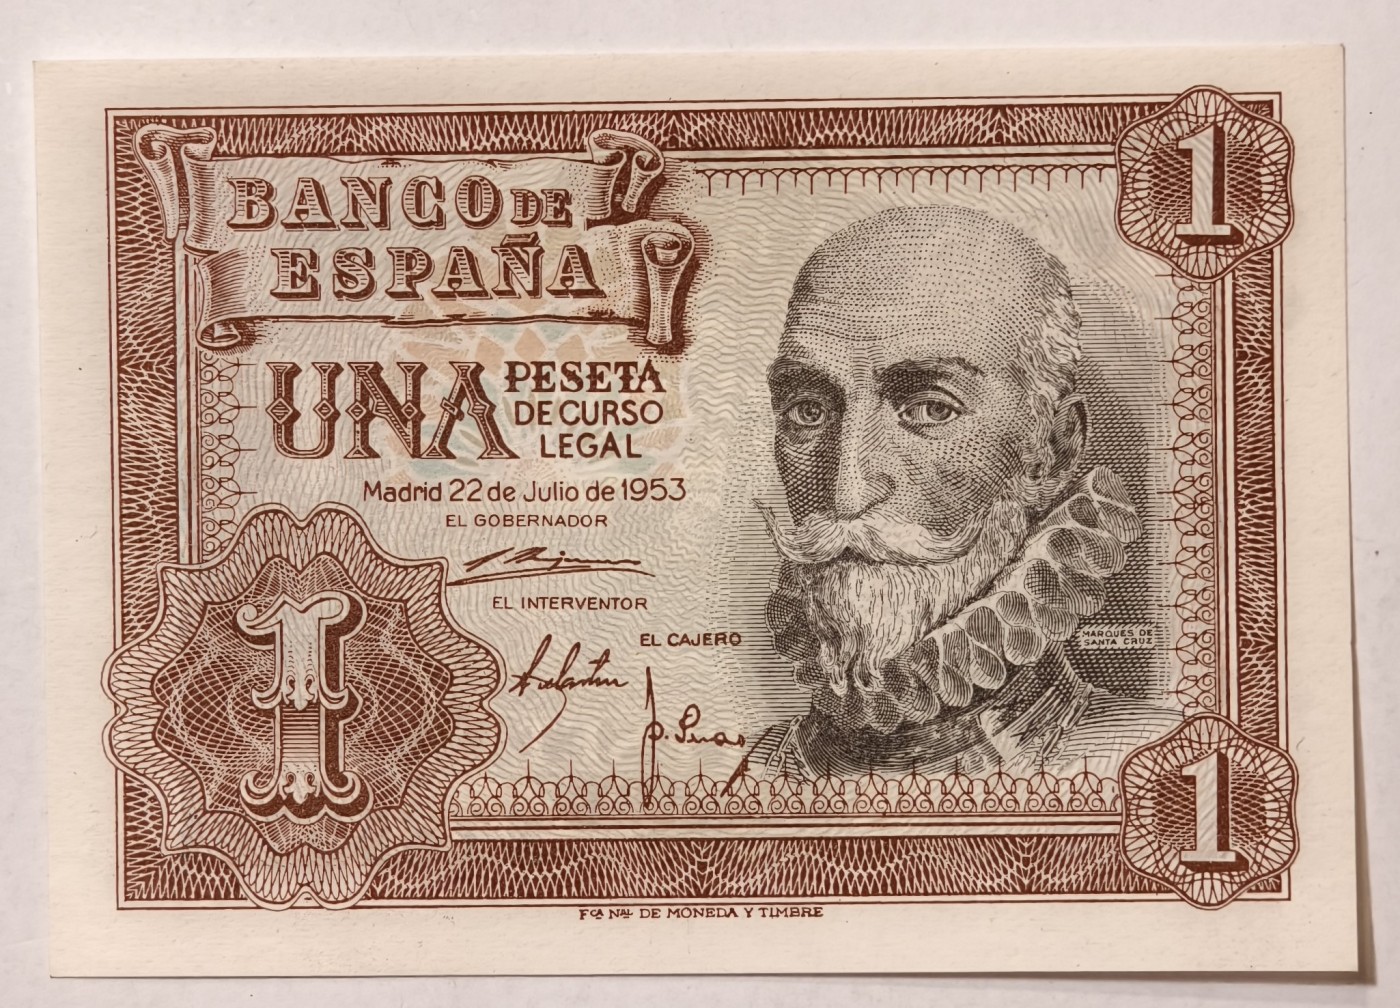 1
BANCO DE
ESPAÑA
UNA PESETA
DE CURSO
LEGAL
Madrid 22 de Julio de 1953
EL GOBERNADOR
EL INTERVENTOR
EL CAJERO
MARQUES DE
SANTA CRUZ
1
1
FCA NAL DE MONEDA Y TIMBRE